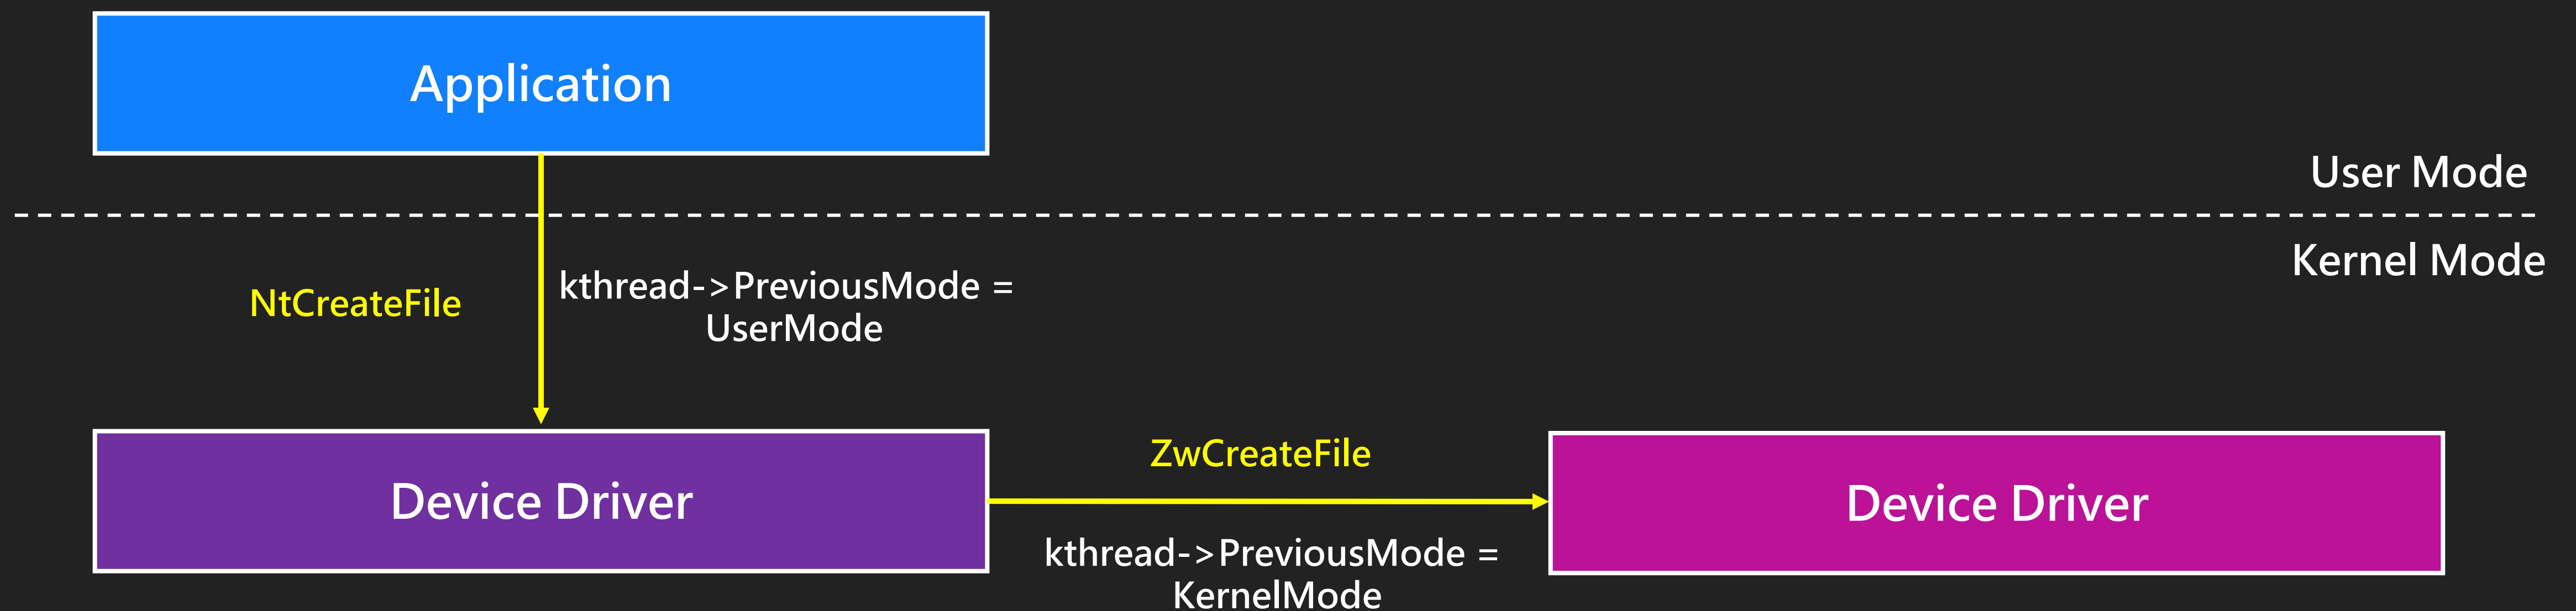 Application
User Mode
Kernel Mode
NtCreateFile
kthread->PreviousMode =
UserMode
ZwCreateFile
Device Driver
Device Driver
kthread->PreviousMode =
KernelMode